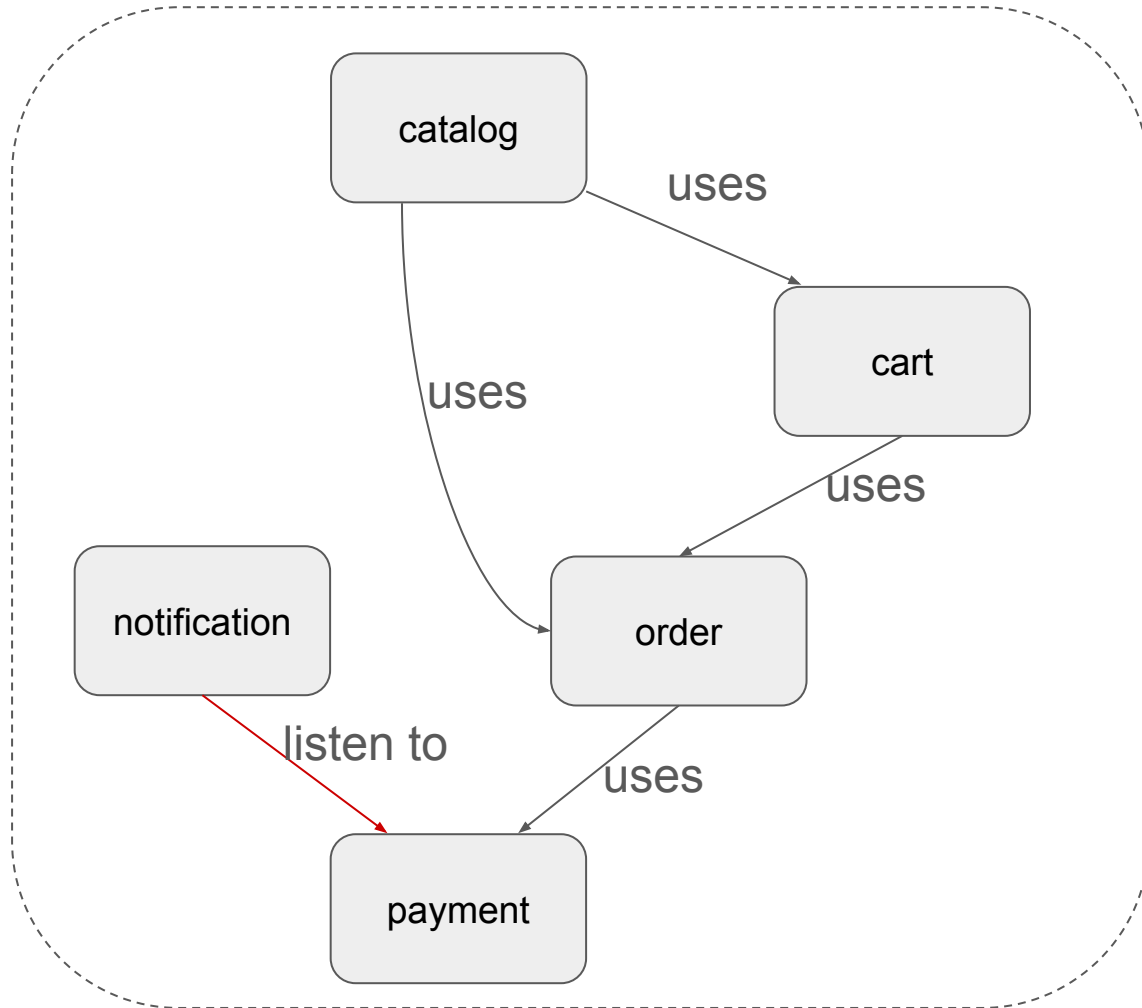 catalog
uses
cart
uses
uses
notification
order
listen to
uses
payment